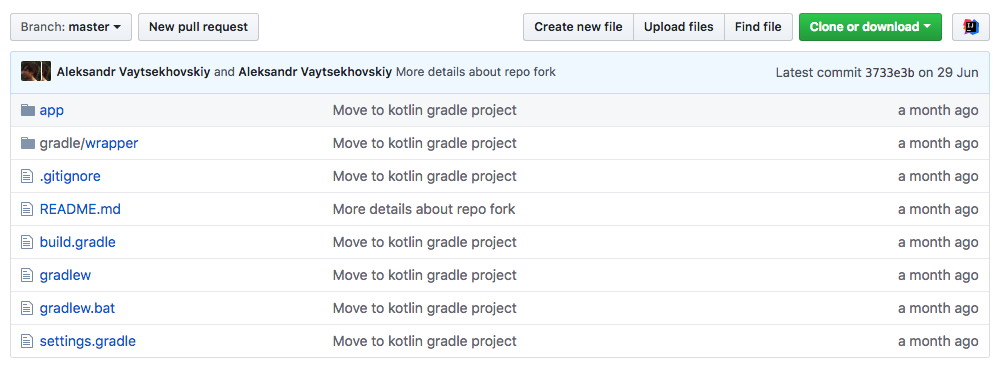 Branch: master New pull request Create new file Upload files Find file Clone or download IJ
Aleksandr Vaytsekhovskiy and Aleksandr Vaytsekhovskiy More details about repo fork Latest commit 3733e3b on 29 Jun
app Move to kotlin gradle project a month ago
gradle/wrapper Move to kotlin gradle project a month ago
.gitignore Move to kotlin gradle project a month ago
README.md More details about repo fork a month ago
build.gradle Move to kotlin gradle project a month ago
gradlew Move to kotlin gradle project a month ago
gradlew.bat Move to kotlin gradle project a month ago
settings.gradle Move to kotlin gradle project a month ago